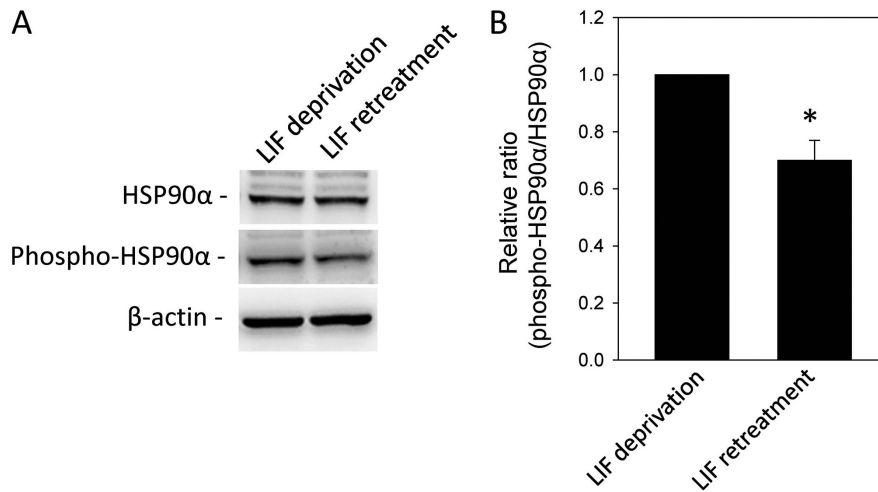 A
LIF deprivation
LIF retreatment
HSP90α -
Phospho-HSP90α -
β-actin -
B
Relative ratio
(phospho-HSP90α/HSP90α)
1.2
1.0
0.8
0.6
0.4
0.2
0.0
*
LIF deprivation
LIF retreatment